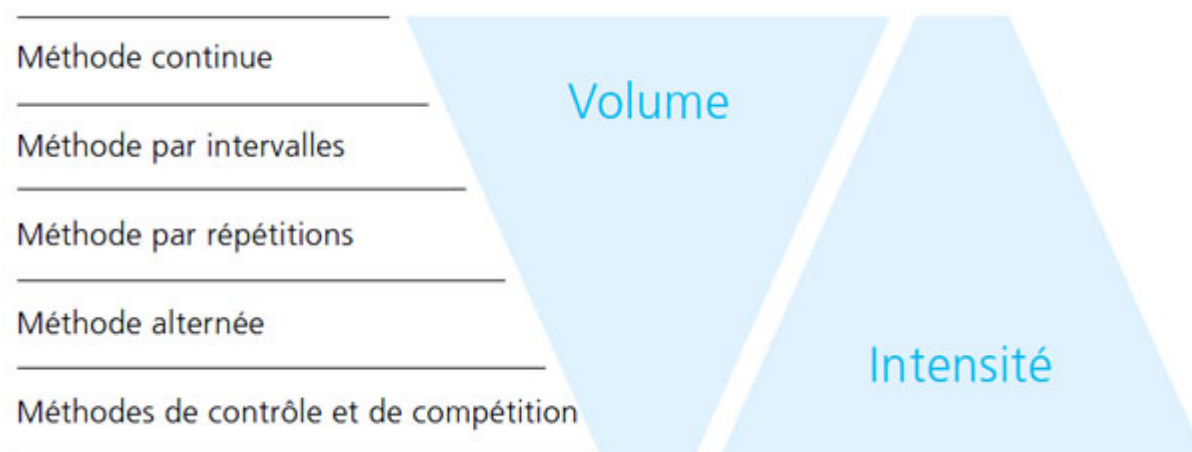 Méthode continue
Volume
Méthode par intervalles
Méthode par répétitions
Méthode alternée
Intensité
Méthodes de contrôle et de compétition